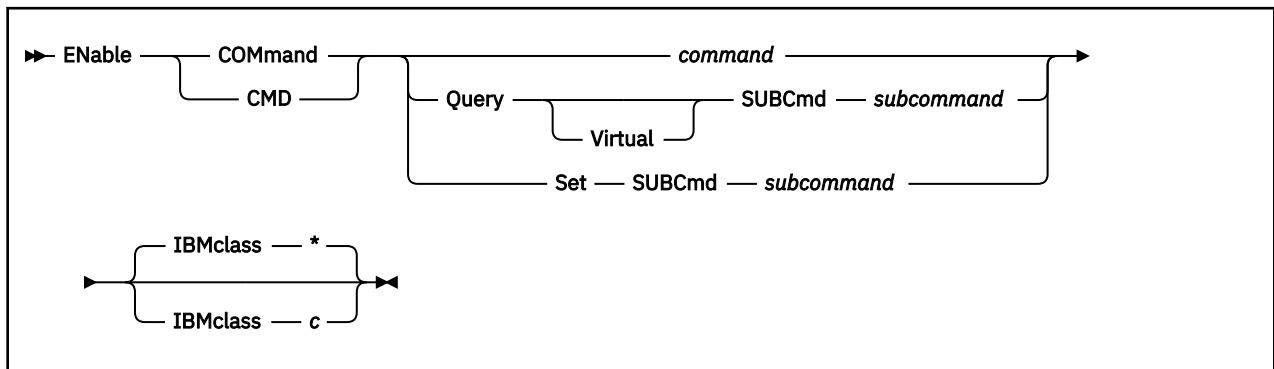 ENable COMmand command
CMD Query SUBCmd subcommand
Virtual
Set SUBCmd subcommand
IBMclass *
IBMclass c